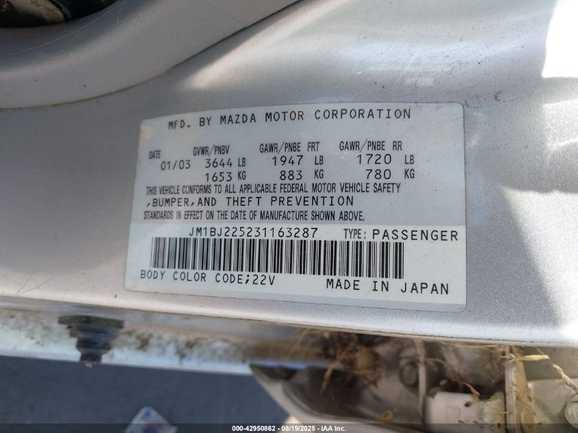 MFD. BY MAZDA MOTOR CORPORATION
DATE GVWR/PNBV GAWR/PNBE FRT GAWR/PNBE RR
01/03 3644 LB 1947 LB 1720 LB
1653 KG 883 KG 780 KG
THIS VEHICLE CONFORMS TO ALL APPLICABLE FEDERAL MOTOR VEHICLE SAFETY
,BUMPER,AND THEFT PREVENTION
STANDARDS IN EFFECT ON THE DATE OF MANUFACTURE SHOWN ABOVE.
JM1BJ225231163287 TYPE: PASSENGER
BODY COLOR CODE;22V MADE IN JAPAN
000-42950882 - 08/19/2025 - IAA Inc.